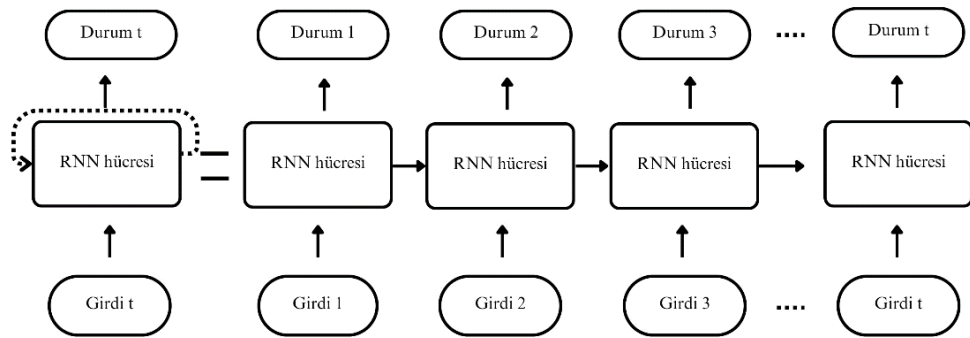 Durum t
Durum 1
Durum 2
Durum 3
....
Durum t
RNN hücresi
=
RNN hücresi
RNN hücresi
RNN hücresi
RNN hücresi
Girdi t
Girdi 1
Girdi 2
Girdi 3
....
Girdi t